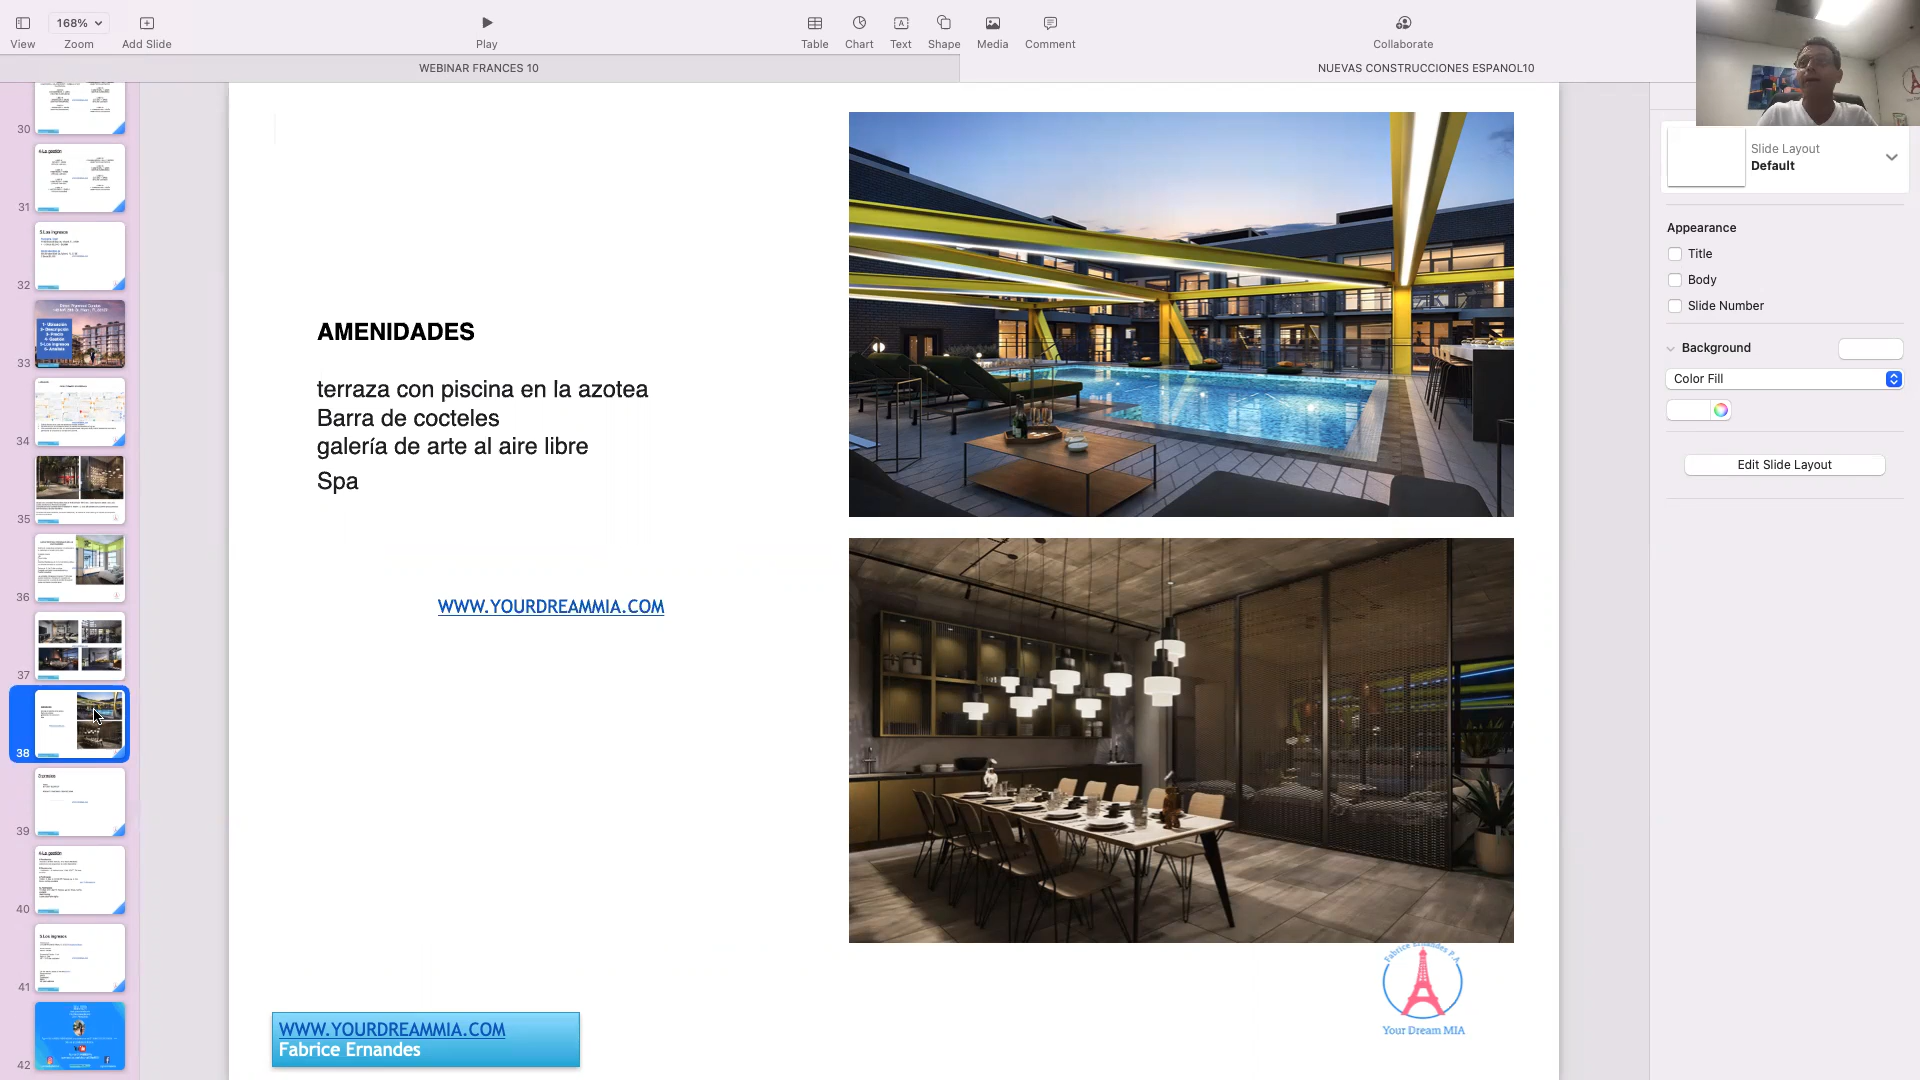 168%
View
Zoom
Add Slide
Play
Table
Chart
Text
Shape
Media
Comment
Collaborate
WEBINAR FRANCES 10
NUEVAS CONSTRUCCIONES ESPANOL10
30
31
32
33
34
35
36
37
38
39
40
41
42
AMENIDADES
terraza con piscina en la azotea
Barra de cocteles
galería de arte al aire libre
Spa
WWW.YOURDREAMMIA.COM
WWW.YOURDREAMMIA.COM
Fabrice Ernandes
Fabrice Ernandes P.A
Your Dream MIA
Slide Layout
Default
Appearance
Title
Body
Slide Number
Background
Color Fill
Edit Slide Layout